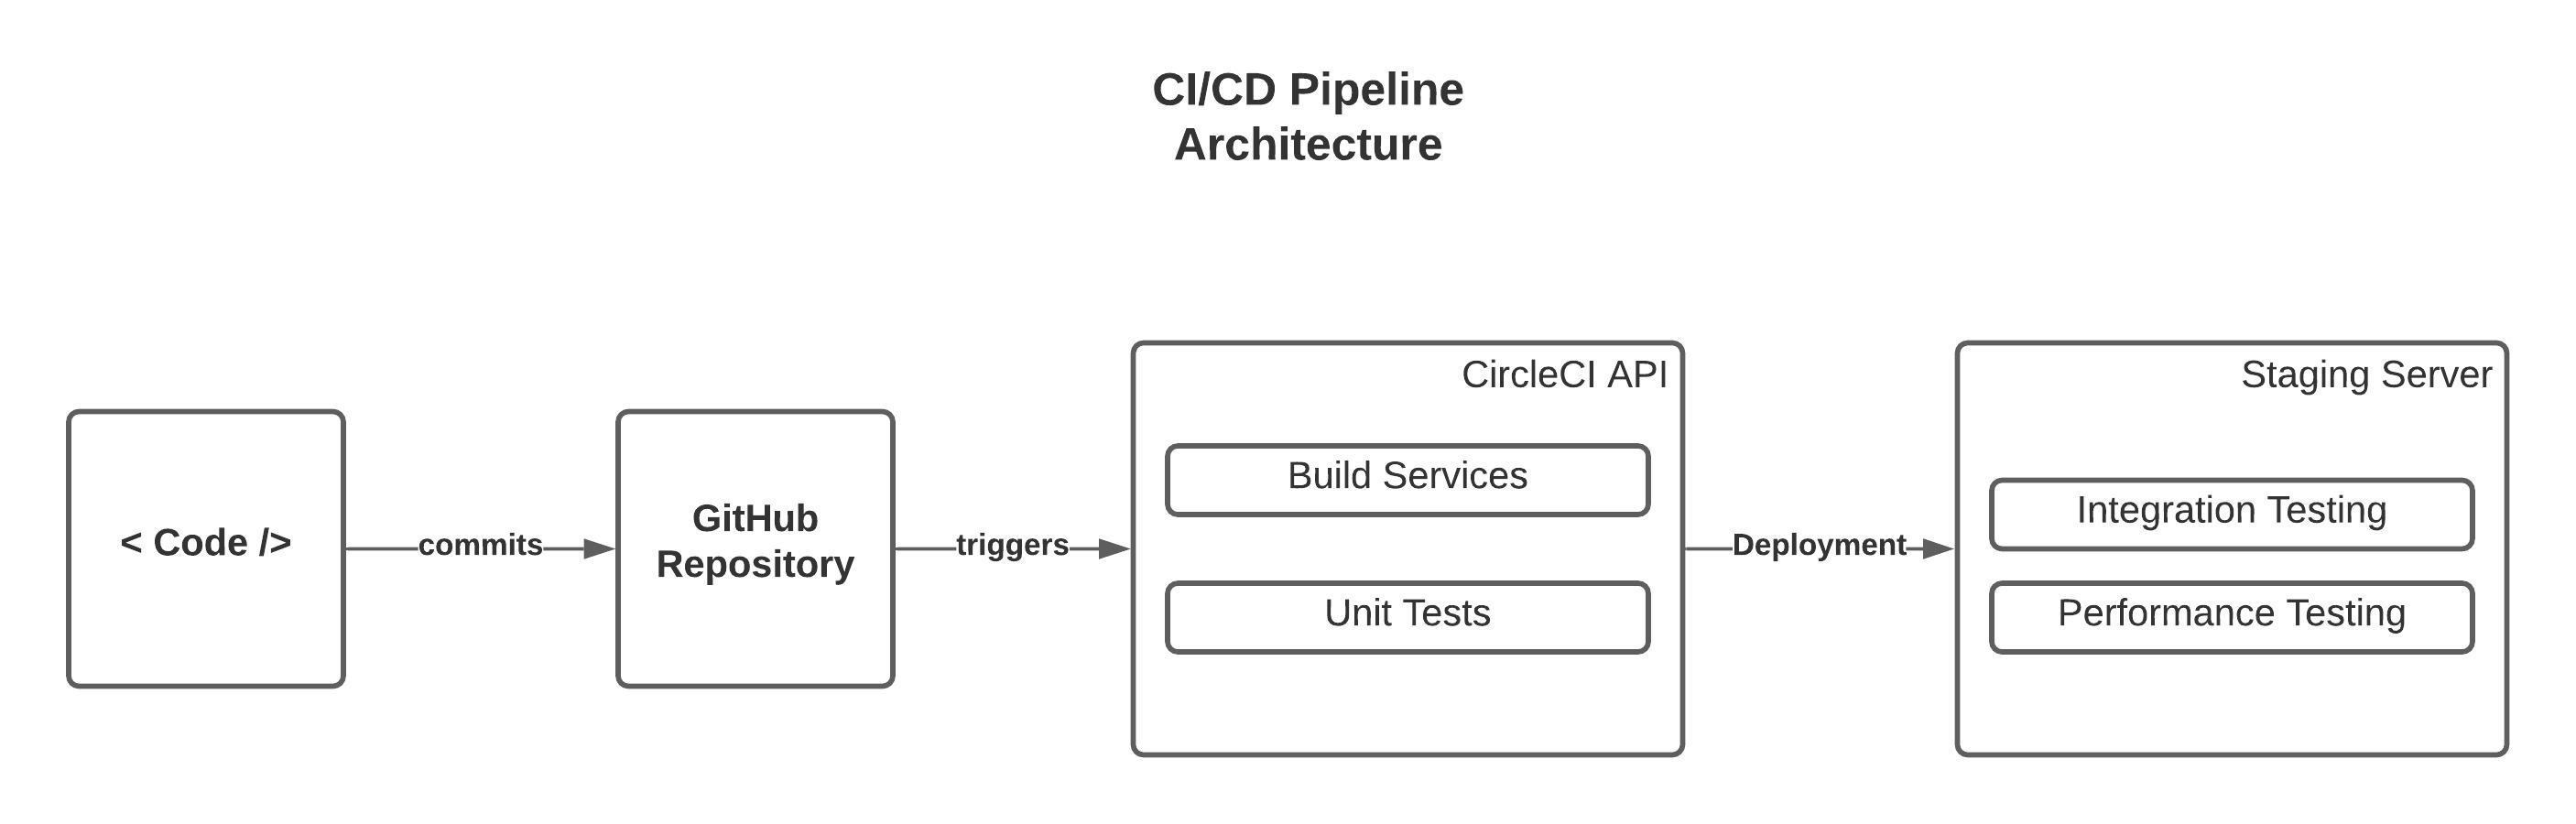 CI/CD Pipeline
Architecture
< Code />
commits
GitHub
Repository
triggers
CircleCI API
Build Services
Unit Tests
Deployment
Staging Server
Integration Testing
Performance Testing